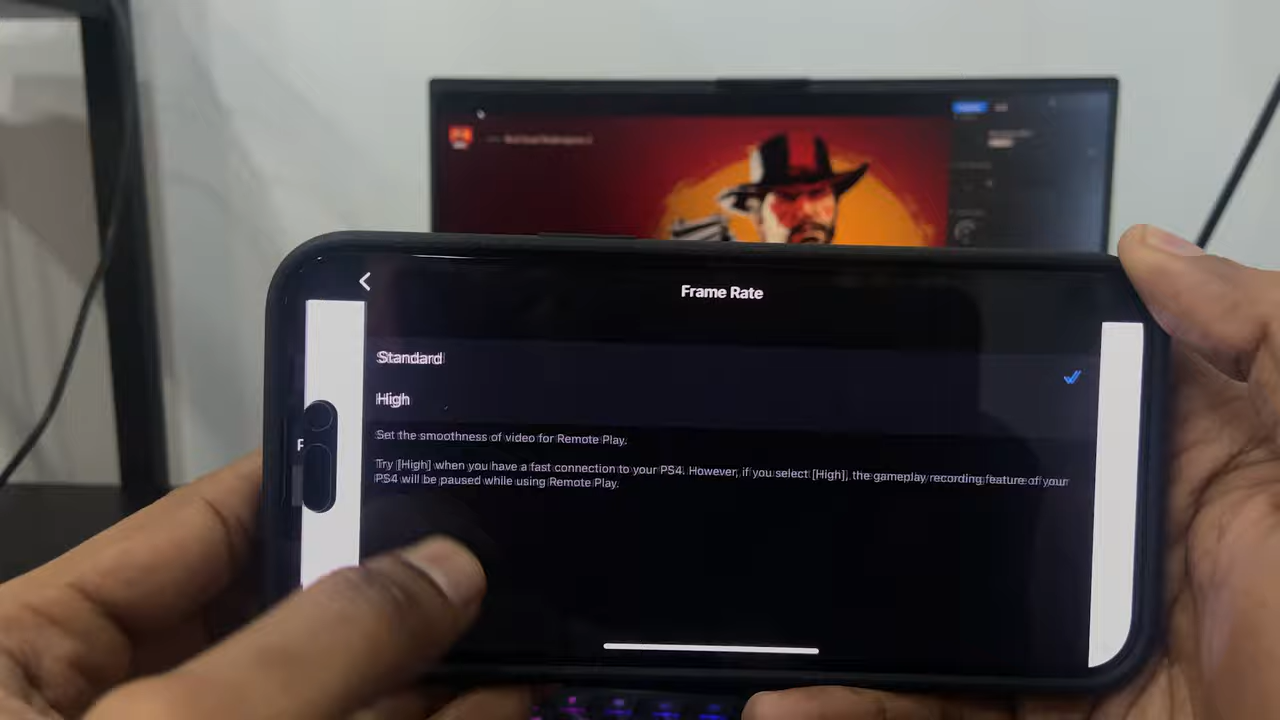 Frame Rate
Standard
High
Set the smoothness of video for Remote Play.
Try [High] when you have a fast connection to your PS4. However, if you select [High], the gameplay recording feature of your
PS4 will be paused while using Remote Play.